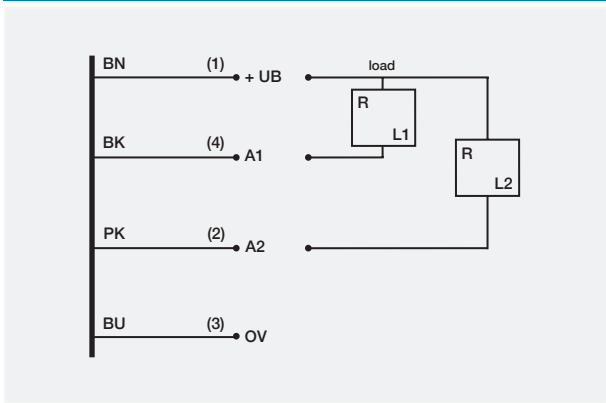 BN (1) + UB load
R
L1
BK (4) A1
R
L2
PK (2) A2
BU (3) OV